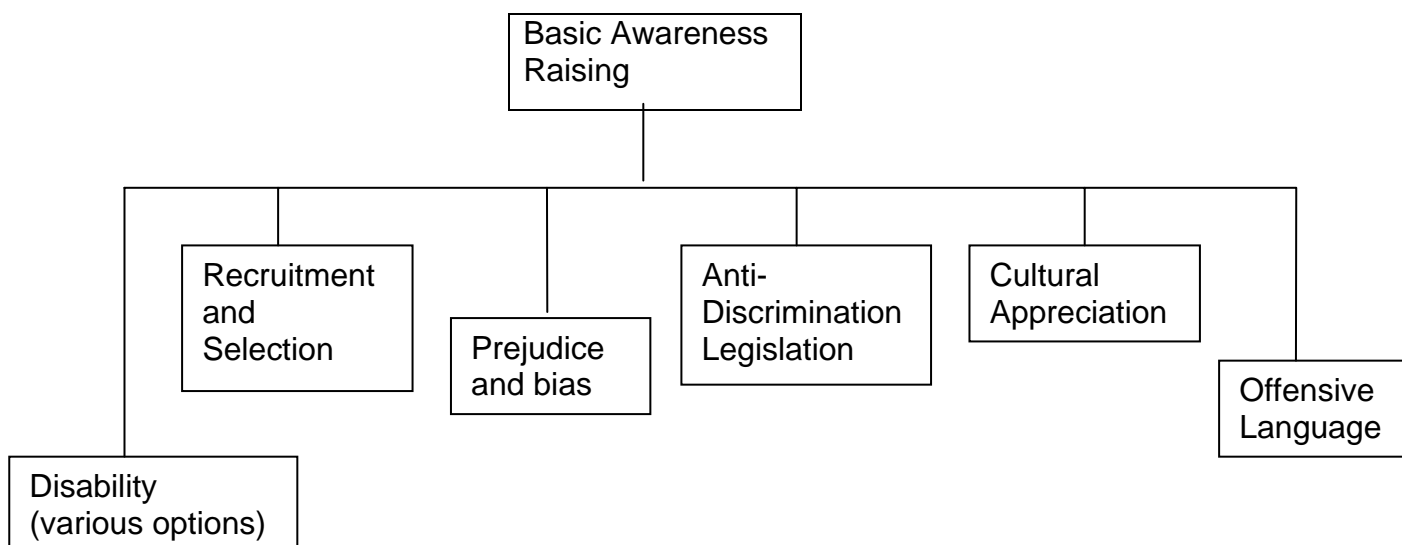 Basic Awareness
Raising
Recruitment
and
Selection
Prejudice
and bias
Anti-
Discrimination
Legislation
Cultural
Appreciation
Offensive
Language
Disability
(various options)